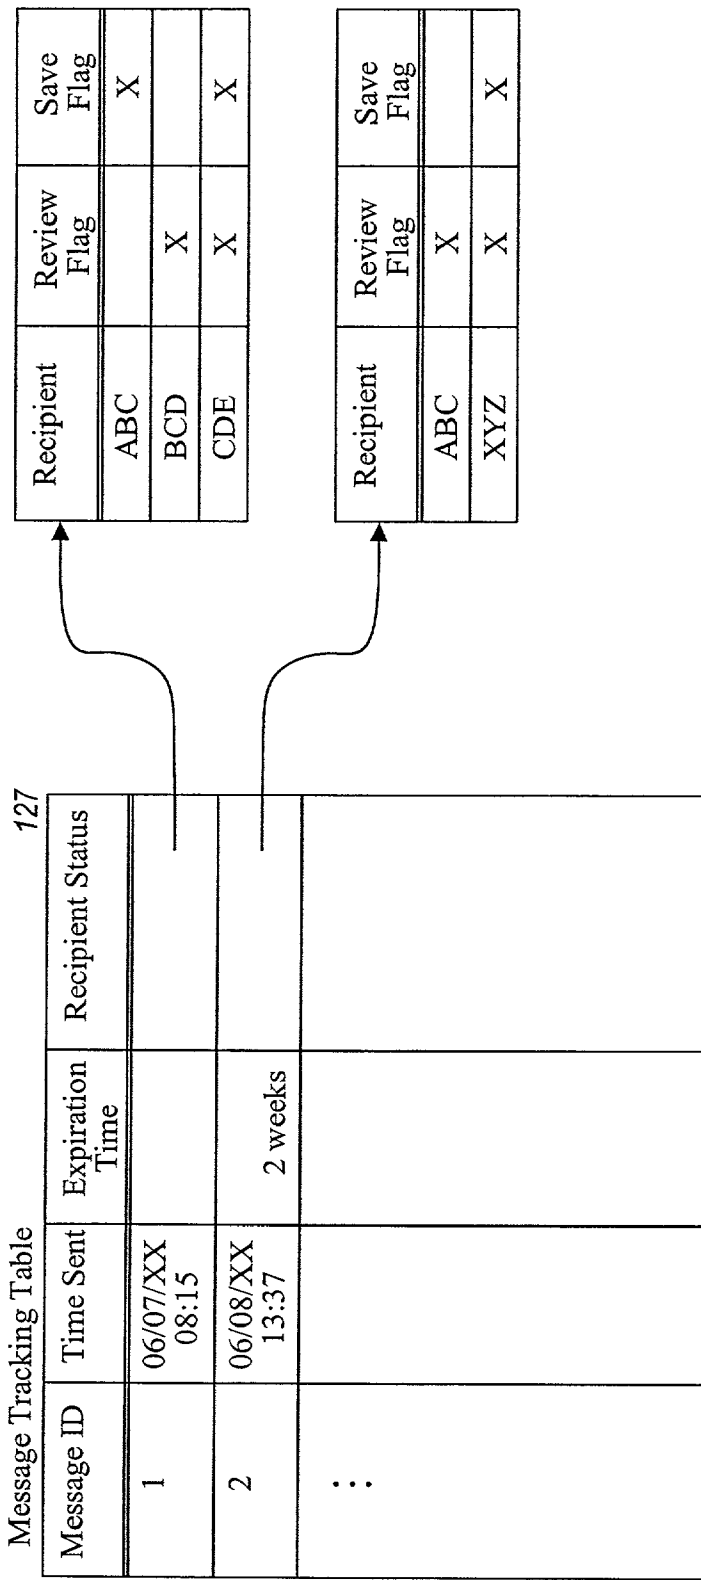 Message Tracking Table
127
Message ID
Time Sent
Expiration
Time
Recipient Status
1
06/07/XX
08:15
2
06/08/XX
13:37
2 weeks
...
Recipient
Review
Flag
Save
Flag
ABC
X
BCD
X
CDE
X
X
Recipient
Review
Flag
Save
Flag
ABC
X
XYZ
X
X